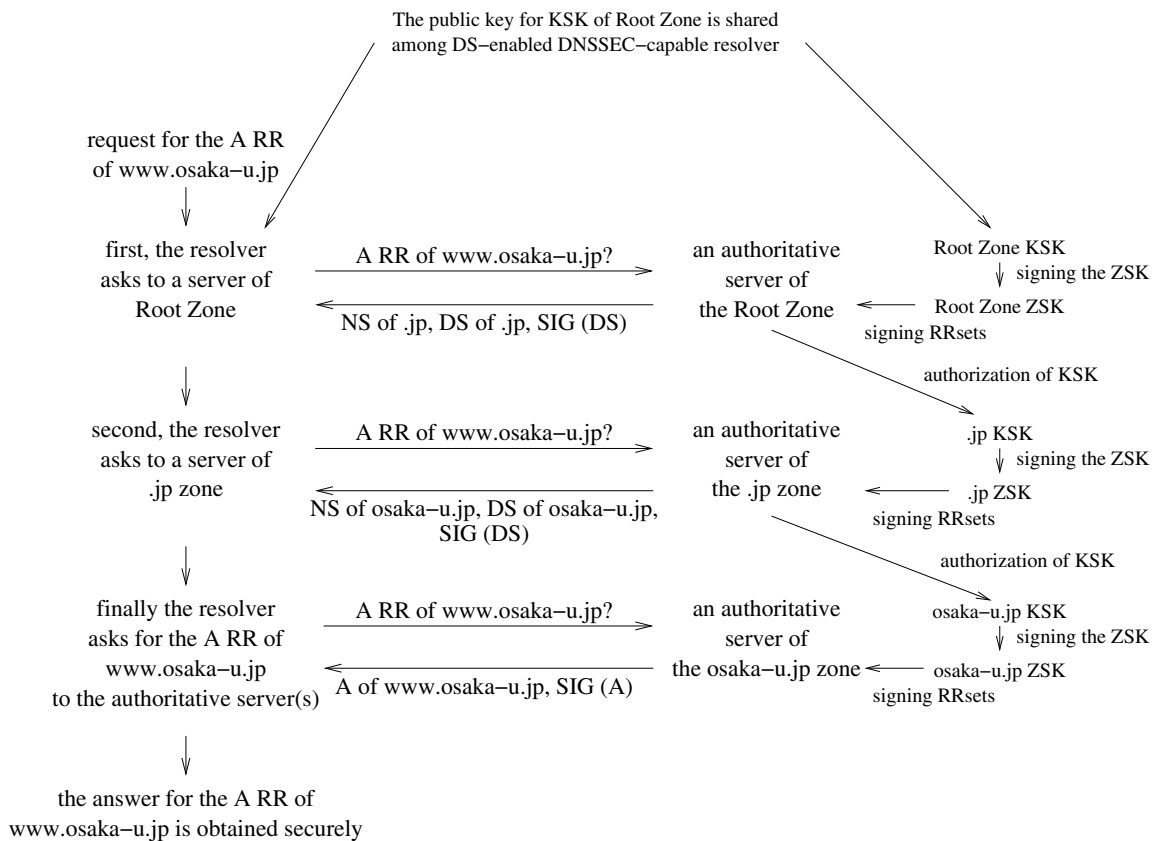 The public key for KSK of Root Zone is shared
among DS−enabled DNSSEC−capable resolver
request for the A RR
of www.osaka−u.jp
first, the resolver
asks to a server of
Root Zone
A RR of www.osaka−u.jp?
NS of .jp, DS of .jp, SIG (DS)
an authoritative
server of
the Root Zone
Root Zone KSK
signing the ZSK
Root Zone ZSK
signing RRsets
authorization of KSK
second, the resolver
asks to a server of
.jp zone
A RR of www.osaka−u.jp?
NS of osaka−u.jp, DS of osaka−u.jp,
SIG (DS)
an authoritative
server of
the .jp zone
.jp KSK
signing the ZSK
.jp ZSK
signing RRsets
authorization of KSK
finally the resolver
asks for the A RR of
www.osaka−u.jp
to the authoritative server(s)
A RR of www.osaka−u.jp?
A of www.osaka−u.jp, SIG (A)
an authoritative
server of
the osaka−u.jp zone
osaka−u.jp KSK
signing the ZSK
osaka−u.jp ZSK
signing RRsets
the answer for the A RR of
www.osaka−u.jp is obtained securely